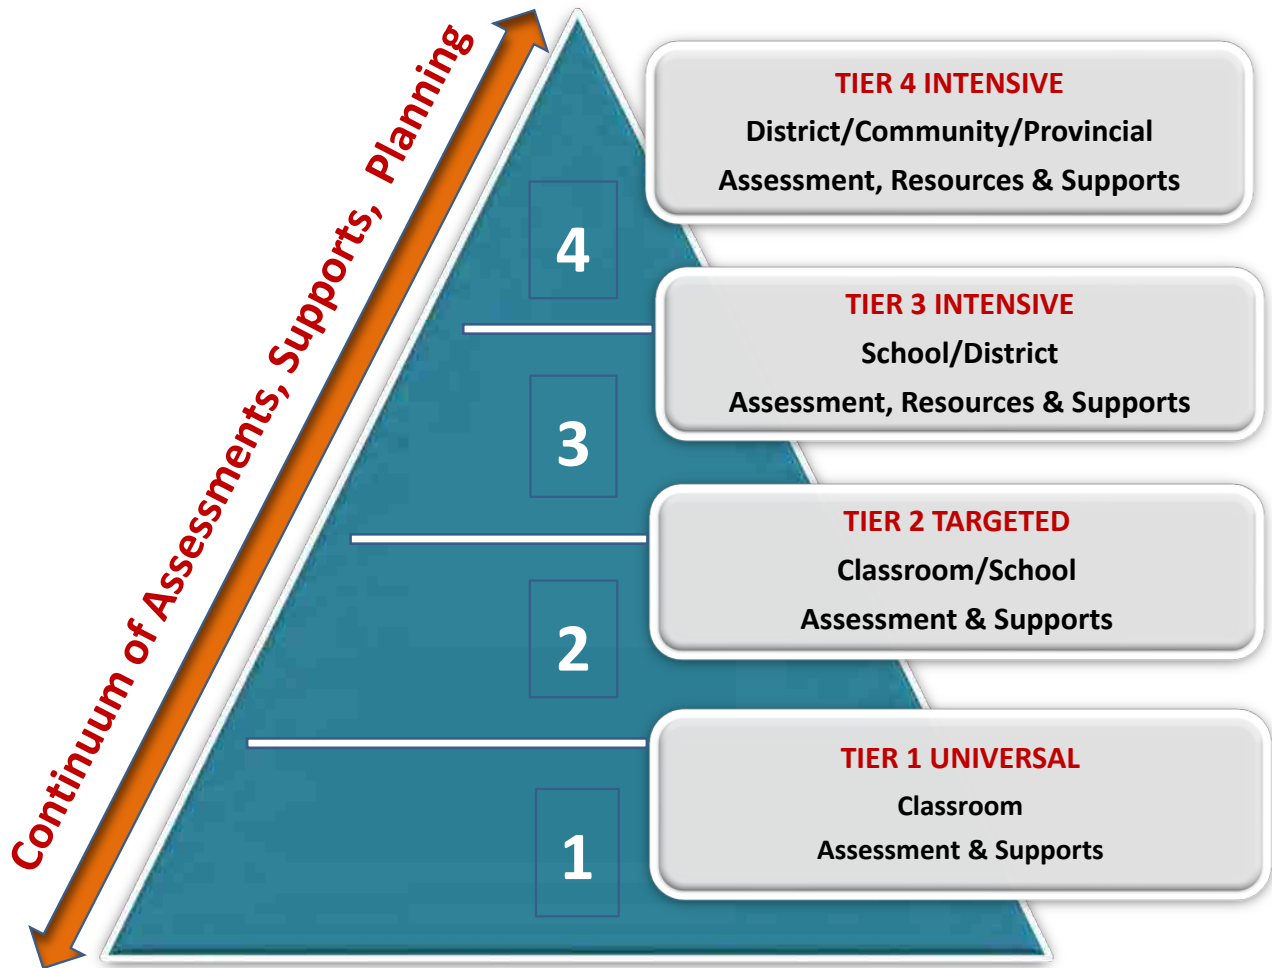 Continuum of Assessments, Supports, Planning
TIER 4 INTENSIVE
District/Community/Provincial
Assessment, Resources & Supports
4
TIER 3 INTENSIVE
School/District
Assessment, Resources & Supports
3
TIER 2 TARGETED
Classroom/School
Assessment & Supports
2
TIER 1 UNIVERSAL
Classroom
Assessment & Supports
1